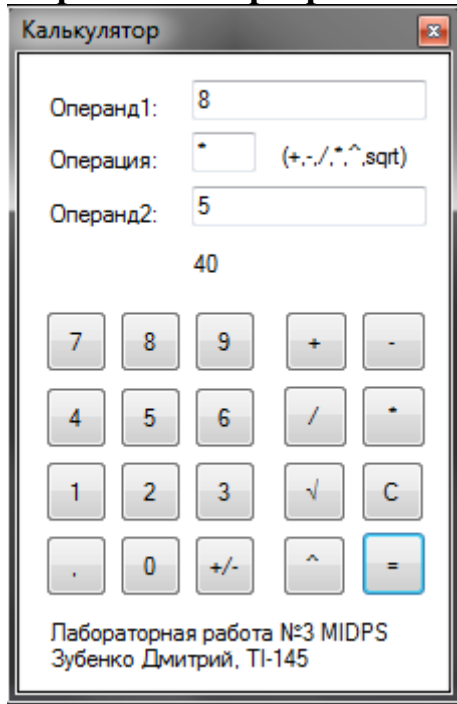 Калькулятор
Операнд1: 8
Операция: * (+,-,/,*,^,sqrt)
Операнд2: 5
40
7 8 9 + -
4 5 6 / *
1 2 3 √ C
, 0 +/- ^ =
Лабораторная работа №3 MIDPS
Зубенко Дмитрий, TI-145